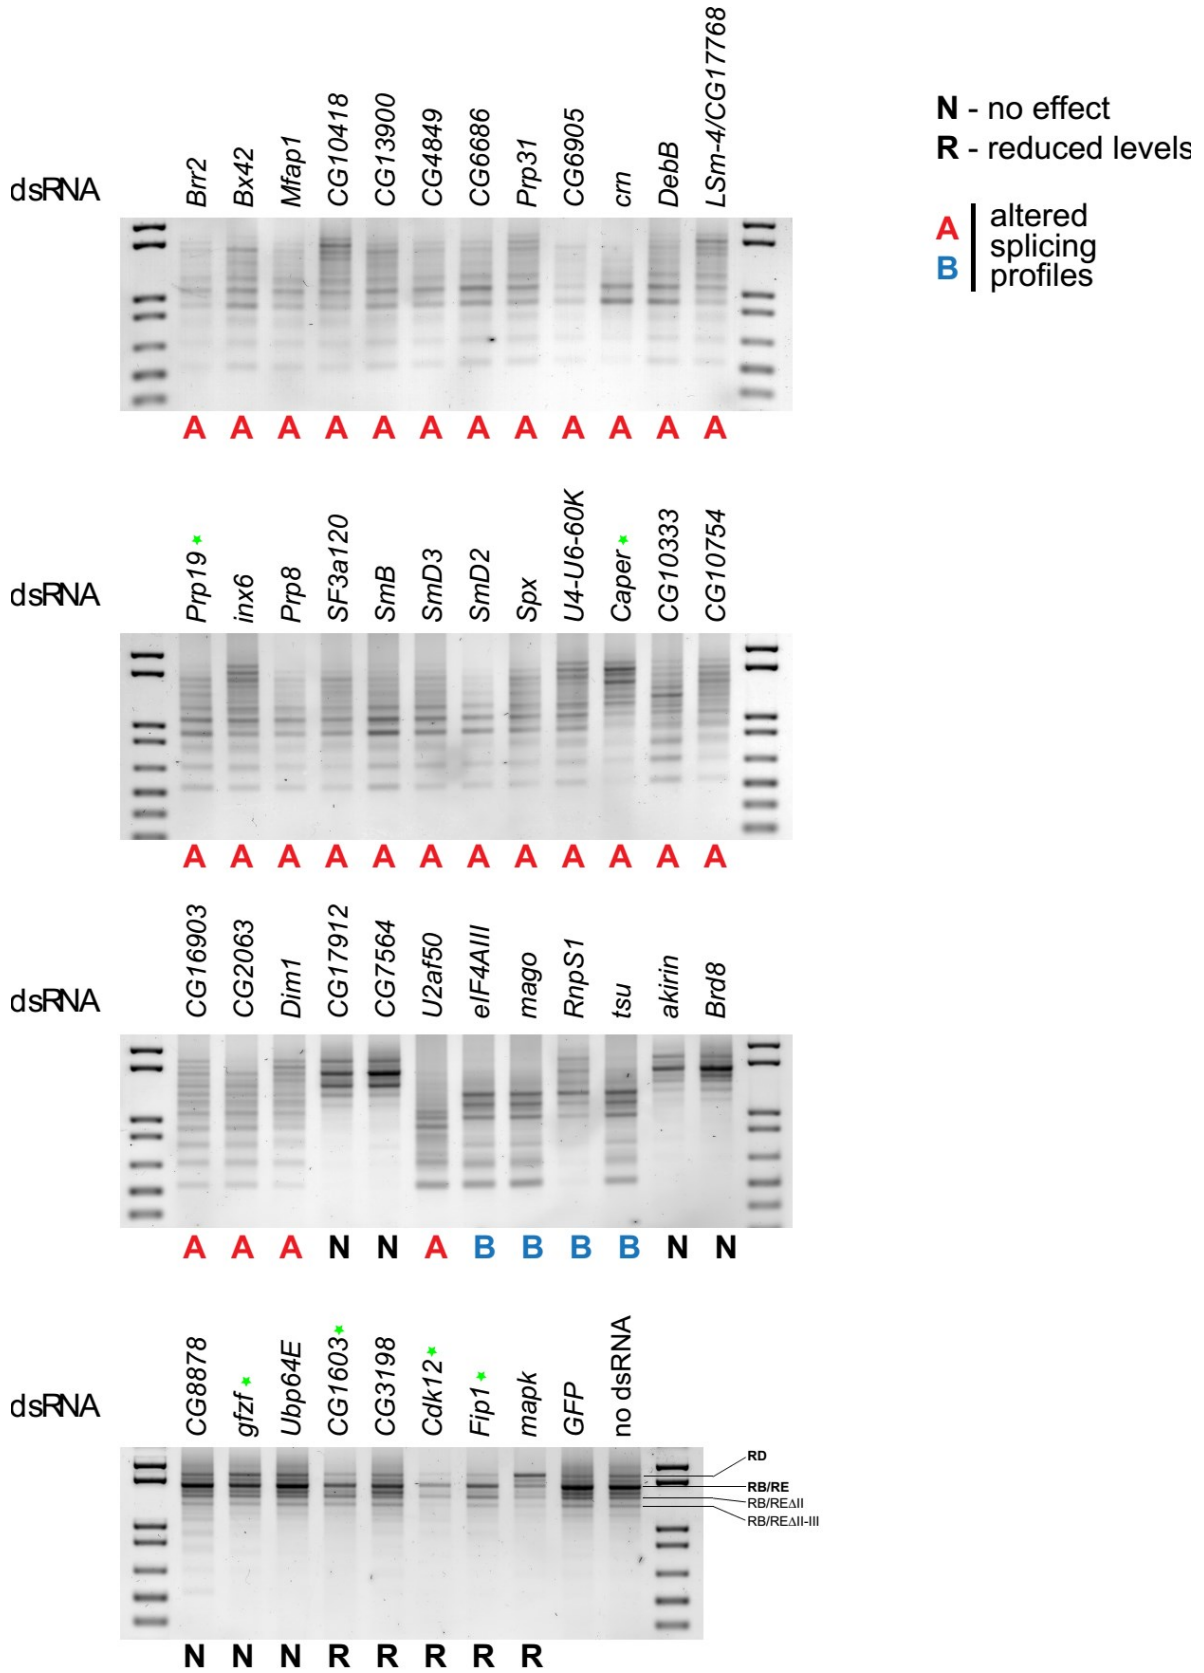 Brr2 Bx42 Mfap1 CG10418 CG13900 CG4849 CG6686 Prp31 CG6905 crn DebB LSm-4/CG17768
dsRNA
N - no effect
R - reduced levels
A altered
splicing
B profiles
A A A A A A A A A A A A
Prp19 inx6 Prp8 SF3a120 SmB SmD3 SmD2 Spx U4-U6-60K Caper CG10333 CG10754
dsRNA
A A A A A A A A A A A A
CG16903 CG2063 Dim1 CG17912 CG7564 U2af50 eIF4AIII mago RnpS1 tsu akirin Brd8
dsRNA
A A A N N A B B B B N N
CG8878 gfzf Ubp64E CG1603 CG3198 Cdk12 Fip1 mapk GFP no dsRNA
dsRNA
RD
RB/RE
RB/REΔII
RB/REΔII-III
N N N R R R R R